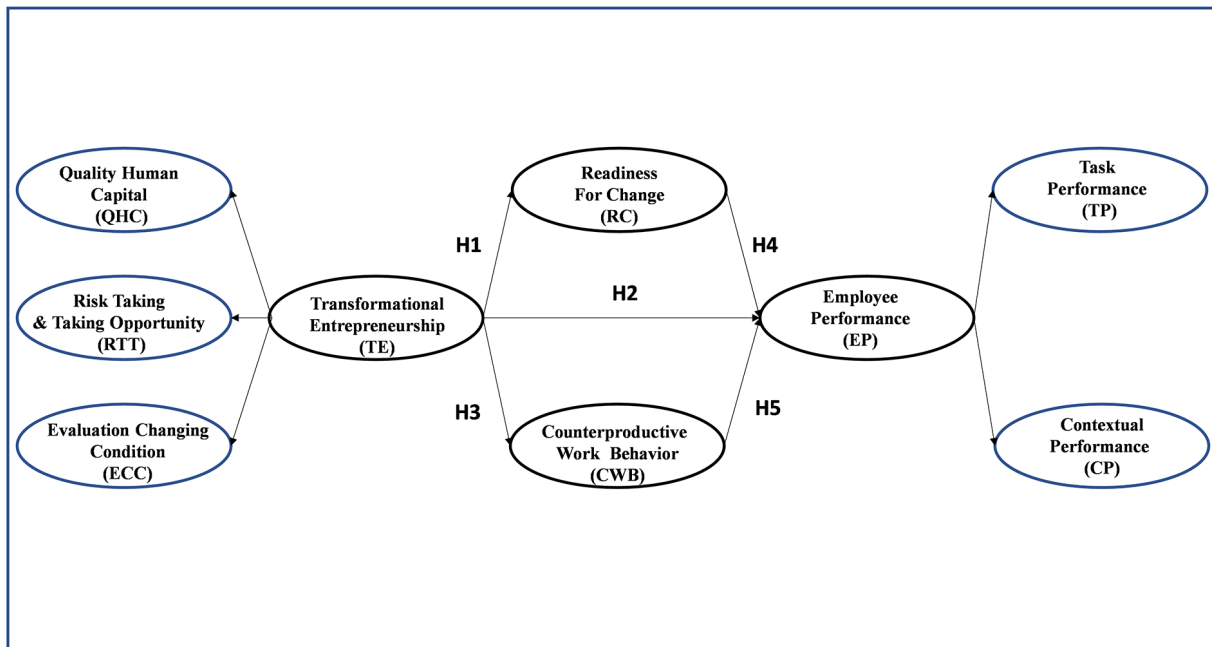 Quality Human
Capital
(QHC)
Risk Taking
& Taking Opportunity
(RTT)
Evaluation Changing
Condition
(ECC)
Transformational
Entrepreneurship
(TE)
H1
H2
H3
Readiness
For Change
(RC)
Counterproductive
Work Behavior
(CWB)
H4
H5
Employee
Performance
(EP)
Task
Performance
(TP)
Contextual
Performance
(CP)